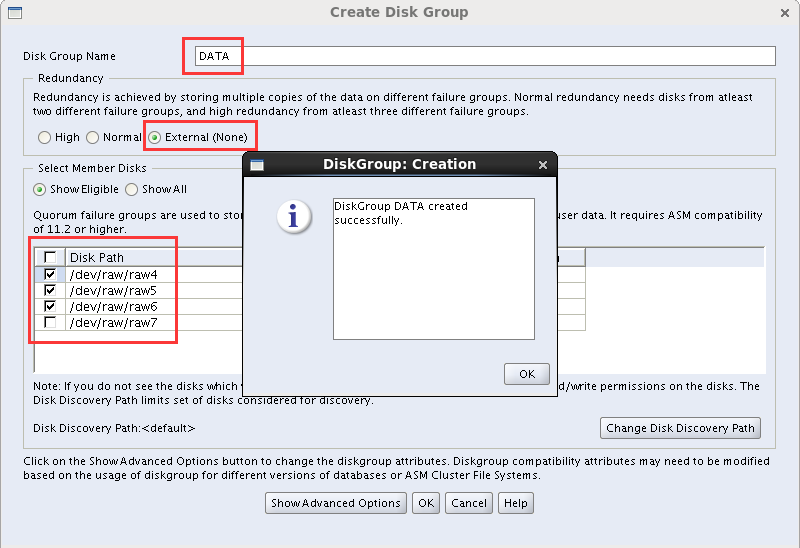 Create Disk Group
Disk Group Name DATA
Redundancy
Redundancy is achieved by storing multiple copies of the data on different failure groups. Normal redundancy needs disks from atleast
two different failure groups, and high redundancy from atleast three different failure groups.
High Normal External (None)
DiskGroup: Creation
DiskGroup DATA created
successfully.
OK
Select Member Disks
Show Eligible Show All
Quorum failure groups are used to stor user data. It requires ASM compatibility
of 11.2 or higher.
Disk Path
/dev/raw/raw4
/dev/raw/raw5
/dev/raw/raw6
/dev/raw/raw7
Note: If you do not see the disks which d/write permissions on the disks. The
Disk Discovery Path limits set of disks considered for discovery.
Disk Discovery Path:<default> Change Disk Discovery Path
Click on the Show Advanced Options button to change the diskgroup attributes. Diskgroup compatibility attributes may need to be modified
based on the usage of diskgroup for different versions of databases or ASM Cluster File Systems.
Show Advanced Options OK Cancel Help